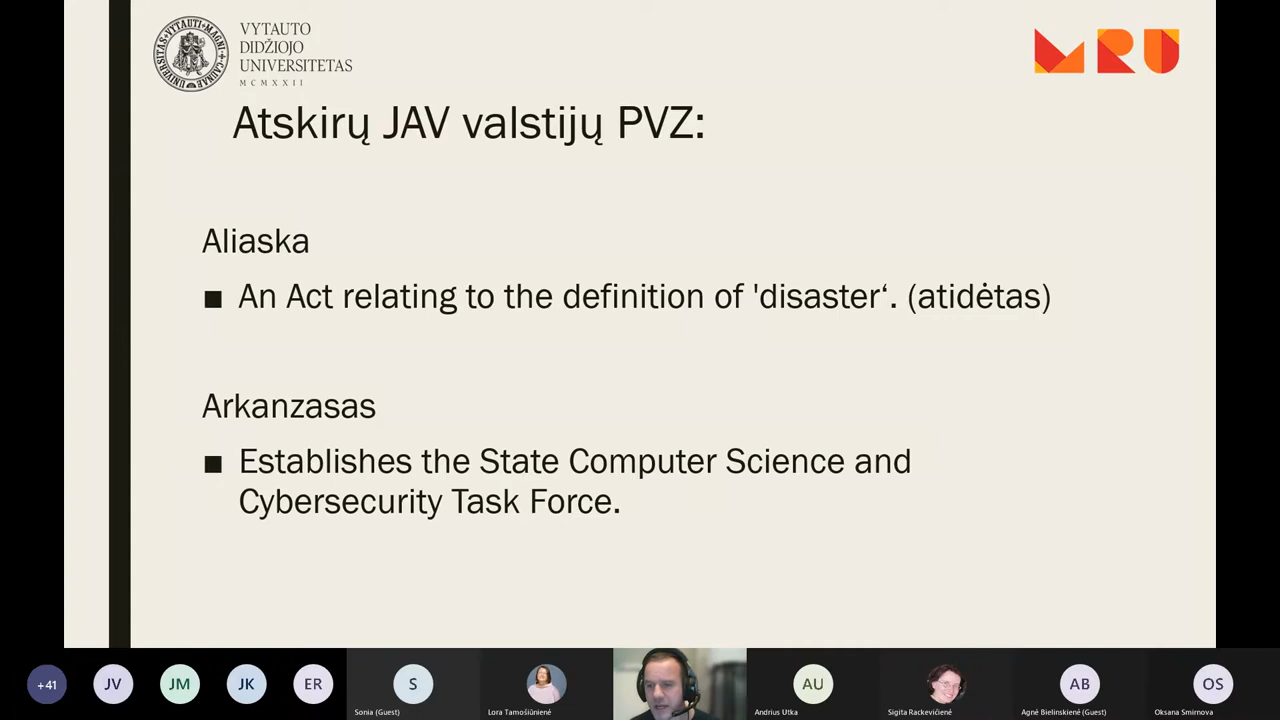 VYTAUTO
DIDŽIOJO
UNIVERSITETAS
MCMXXII
MRU
Atskirų JAV valstijų PVZ:
Aliaska
■ An Act relating to the definition of 'disaster‘. (atidėtas)
Arkanzasas
■ Establishes the State Computer Science and
Cybersecurity Task Force.
+41
JV
JM
JK
ER
S
Sonia (Guest)
Lora Tamošiūnienė
AU
Andrius Utka
Sigita Rackevičienė
AB
Agnė Bielinskienė (Guest)
OS
Oksana Smirnova